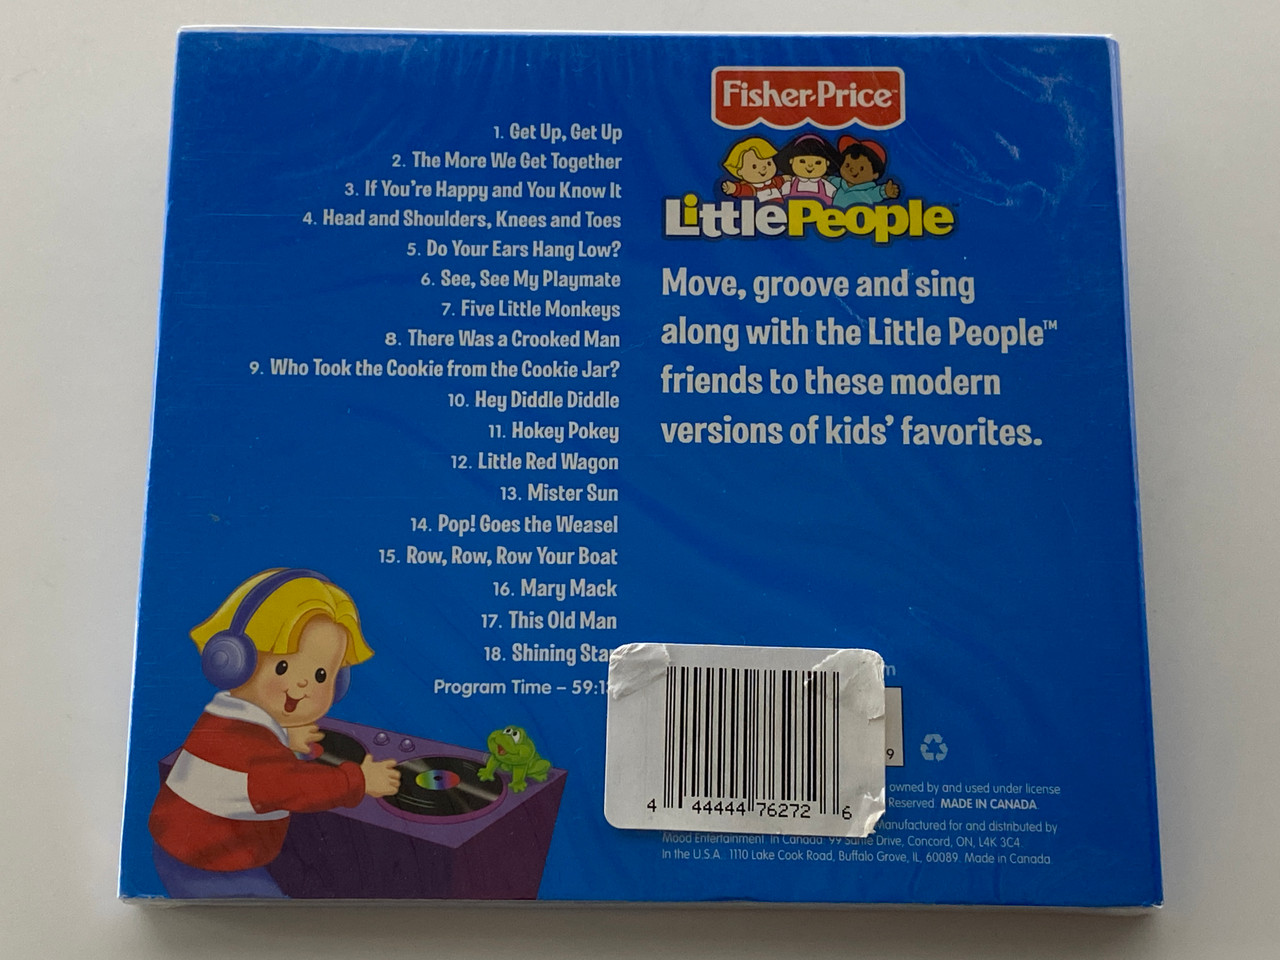 1. Get Up, Get Up
2. The More We Get Together
3. If You're Happy and You Know It
4. Head and Shoulders, Knees and Toes
5. Do Your Ears Hang Low?
6. See, See My Playmate
7. Five Little Monkeys
8. There Was a Crooked Man
9. Who Took the Cookie from the Cookie Jar?
10. Hey Diddle Diddle
11. Hokey Pokey
12. Little Red Wagon
13. Mister Sun
14. Pop! Goes the Weasel
15. Row, Row, Row Your Boat
16. Mary Mack
17. This Old Man
18. Shining
Program Time –
Fisher-Price™
Little People
Move, groove and sing
along with the Little People™
friends to these modern
versions of kids' favorites.
9
4 44444 76272 6
owned by and used under license
Reserved MADE IN CANADA.
Manufactured for and distributed by
Mood Entertainment. In Canada: 99 Drive, Concord, ON, L4K 3C4
In the U.S.A.: 1110 Lake Cook Road, Buffalo Grove, IL, 60089. Made in Canada.